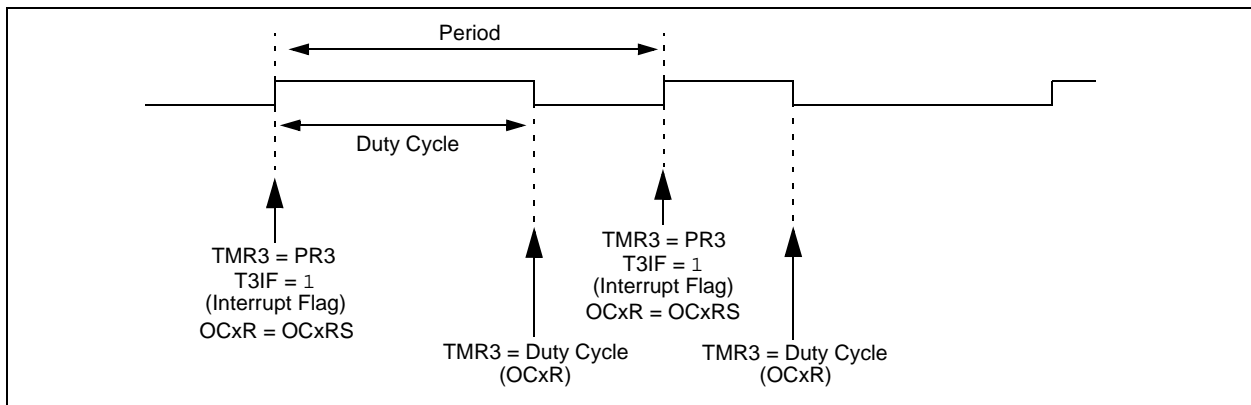 Period
Duty Cycle
TMR3 = PR3
T3IF = 1
(Interrupt Flag)
OCxR = OCxRS
TMR3 = Duty Cycle
(OCxR)
TMR3 = PR3
T3IF = 1
(Interrupt Flag)
OCxR = OCxRS
TMR3 = Duty Cycle
(OCxR)